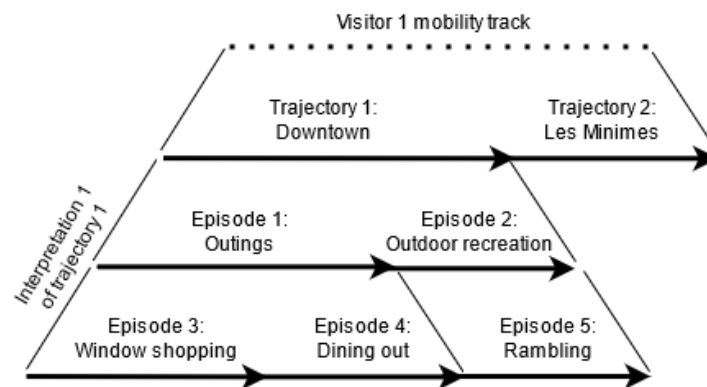 Visitor 1 mobility track
Trajectory 1:
Downtown
Trajectory 2:
Les Minimes
Interpretation 1
of trajectory 1
Episode 1:
Outings
Episode 2:
Outdoor recreation
Episode 3:
Window shopping
Episode 4:
Dining out
Episode 5:
Rambling